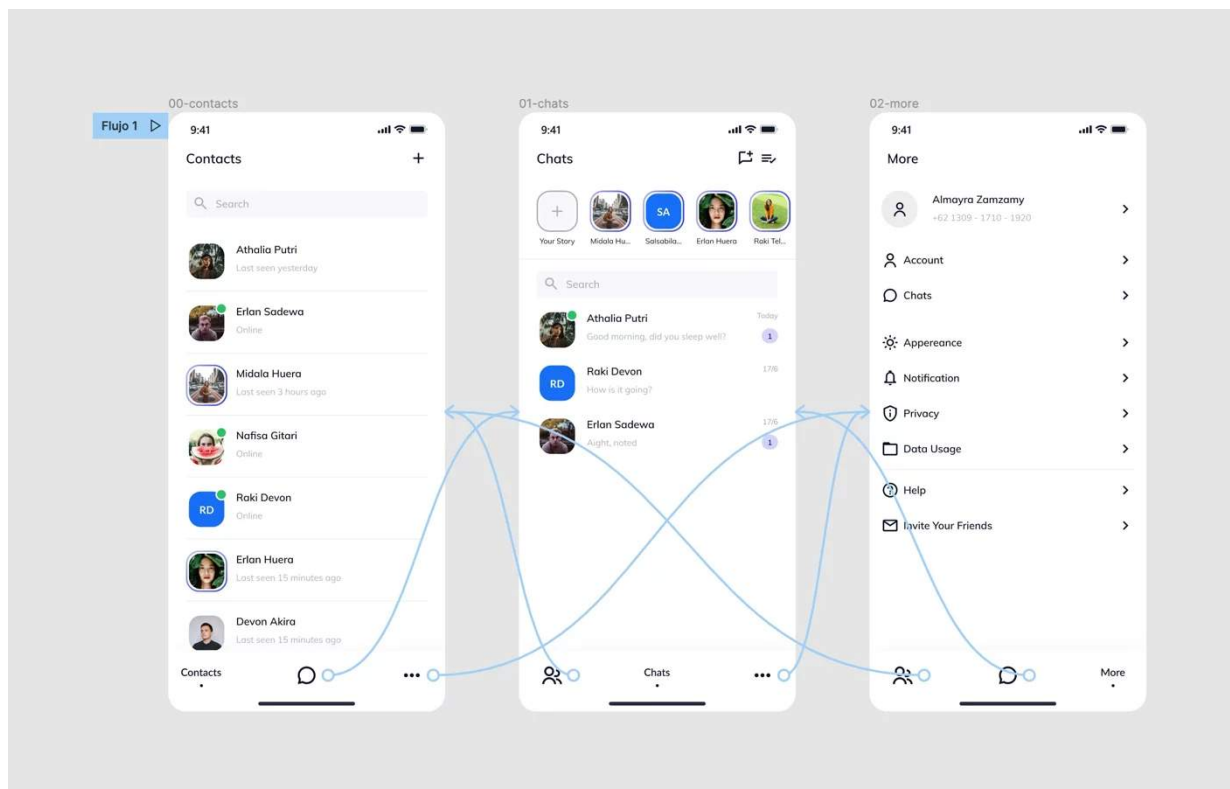 00-contacts
Flujo 1
9:41
Contacts
Search
Athalia Putri
Last seen yesterday
Erlan Sadewa
Online
Midala Huera
Last seen 3 hours ago
Nafisa Gitari
Online
RD
Raki Devon
Online
Erlan Huera
Last seen 15 minutes ago
Devon Akira
Last seen 15 minutes ago
Contacts
01-chats
9:41
Chats
SA
Your Story
Midala Hu...
Salsabila...
Erlan Huera
Raki Tel...
Search
Athalia Putri
Today
Good morning, did you sleep well?
1
RD
Raki Devon
17/6
How is it going?
Erlan Sadewa
17/6
Aight, noted
1
Chats
02-more
9:41
More
Almayra Zamzamy
+62 1309 - 1710 - 1920
Account
Chats
Appereance
Notification
Privacy
Data Usage
Help
Invite Your Friends
More